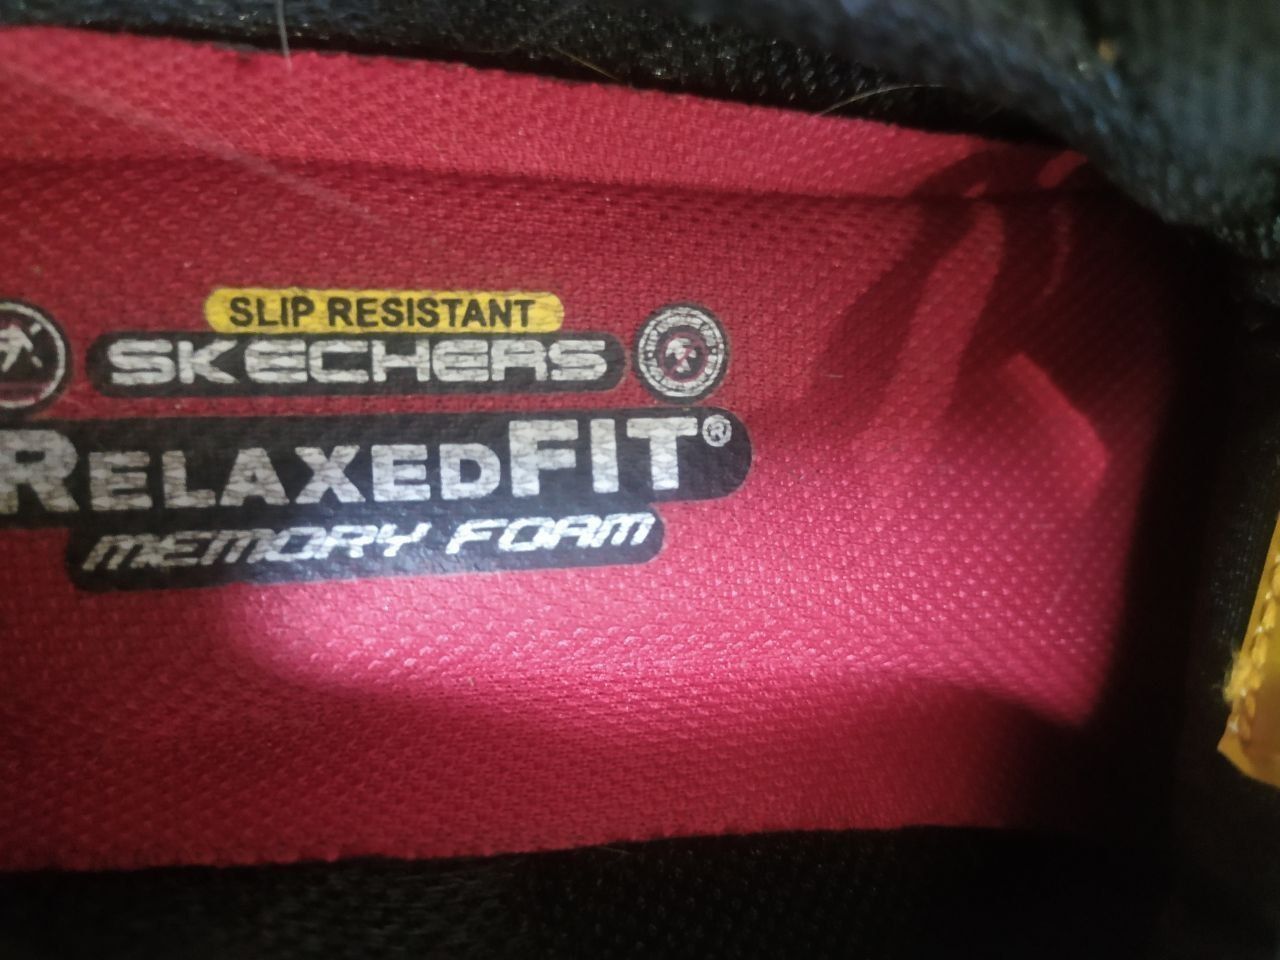 SLIP RESISTANT
SKECHERS
RELAXEDFIT®
MEMORY FOAM